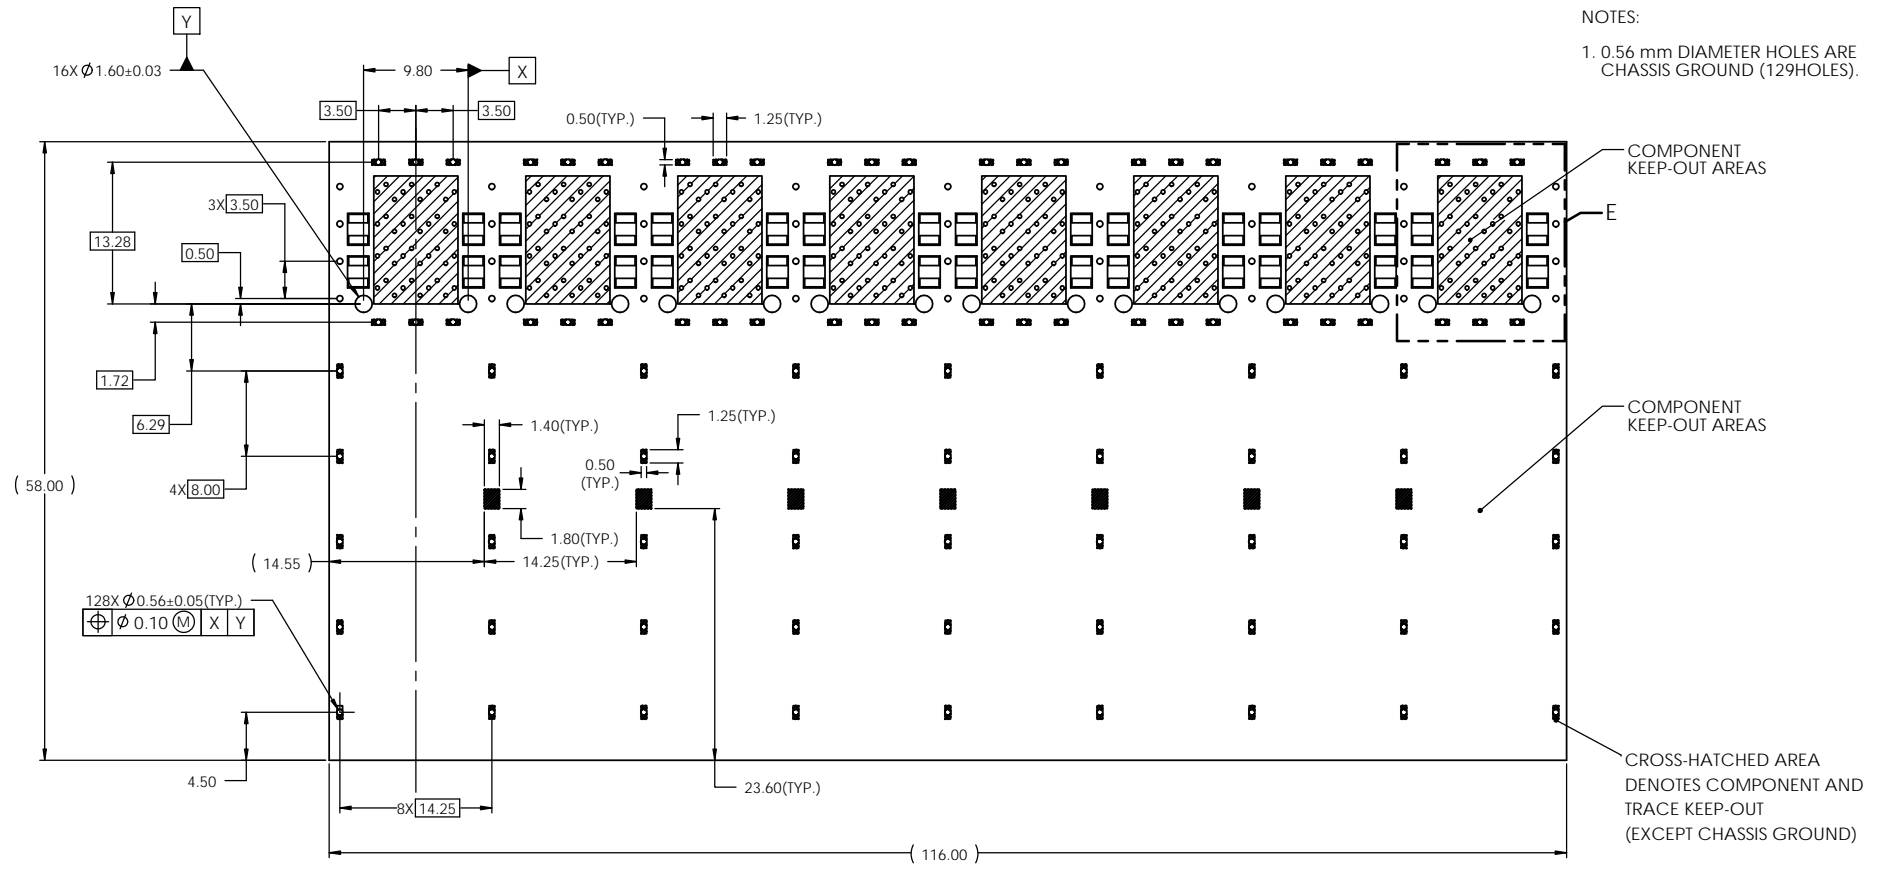 NOTES:
1. 0.56 mm DIAMETER HOLES ARE
CHASSIS GROUND (129HOLES).
Y
16X Ø 1.60±0.03
9.80
X
3.50
3.50
0.50(TYP.)
1.25(TYP.)
COMPONENT
KEEP-OUT AREAS
3X 3.50
E
13.28
0.50
1.72
6.29
COMPONENT
KEEP-OUT AREAS
1.40(TYP.)
1.25(TYP.)
0.50
(TYP.)
( 58.00 )
4X 8.00
1.80(TYP.)
( 14.55 )
14.25(TYP.)
128X Ø 0.56±0.05(TYP.)
⌖ Ø 0.10 Ⓜ X Y
4.50
23.60(TYP.)
8X 14.25
CROSS-HATCHED AREA
DENOTES COMPONENT AND
TRACE KEEP-OUT
(EXCEPT CHASSIS GROUND)
( 116.00 )